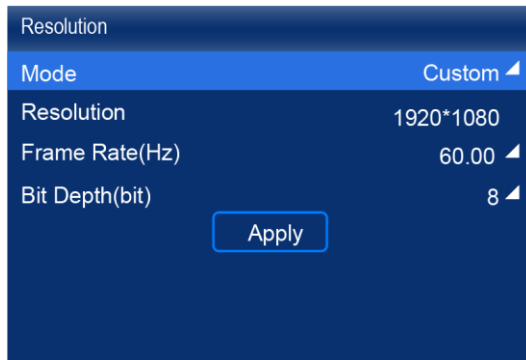 Resolution
Mode Custom
Resolution 1920*1080
Frame Rate(Hz) 60.00
Bit Depth(bit) 8
Apply